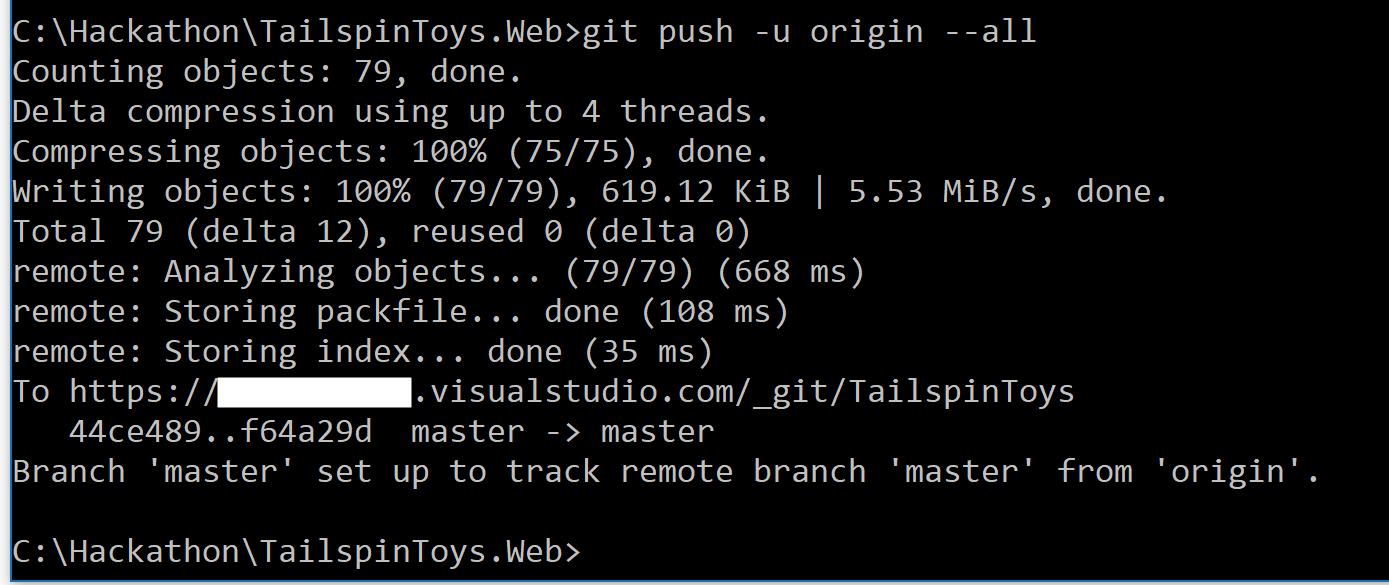 C:\Hackathon\TailspinToys.Web>git push -u origin --all
Counting objects: 79, done.
Delta compression using up to 4 threads.
Compressing objects: 100% (75/75), done.
Writing objects: 100% (79/79), 619.12 KiB | 5.53 MiB/s, done.
Total 79 (delta 12), reused 0 (delta 0)
remote: Analyzing objects... (79/79) (668 ms)
remote: Storing packfile... done (108 ms)
remote: Storing index... done (35 ms)
To https://.visualstudio.com/_git/TailspinToys
   44ce489..f64a29d  master -> master
Branch 'master' set up to track remote branch 'master' from 'origin'.
C:\Hackathon\TailspinToys.Web>